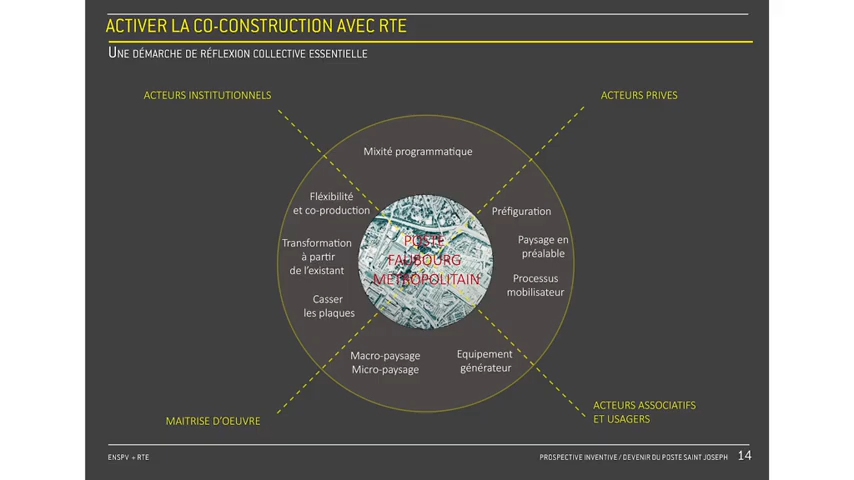 ACTIVER LA CO-CONSTRUCTION AVEC RTE
UNE DÉMARCHE DE RÉFLEXION COLLECTIVE ESSENTIELLE
ACTEURS INSTITUTIONNELS
ACTEURS PRIVES
Mixité programmatique
Fléxibilité
et co-production
Préfiguration
Transformation
à partir
de l'existant
POSTE
FAUBOURG
METROPOLITAIN
Paysage en
préalable
Processus
mobilisateur
Casser
les plaques
Macro-paysage
Micro-paysage
Equipement
générateur
MAITRISE D'OEUVRE
ACTEURS ASSOCIATIFS
ET USAGERS
ENSPV + RTE
PROSPECTIVE INVENTIVE / DEVENIR DU POSTE SAINT JOSEPH 14